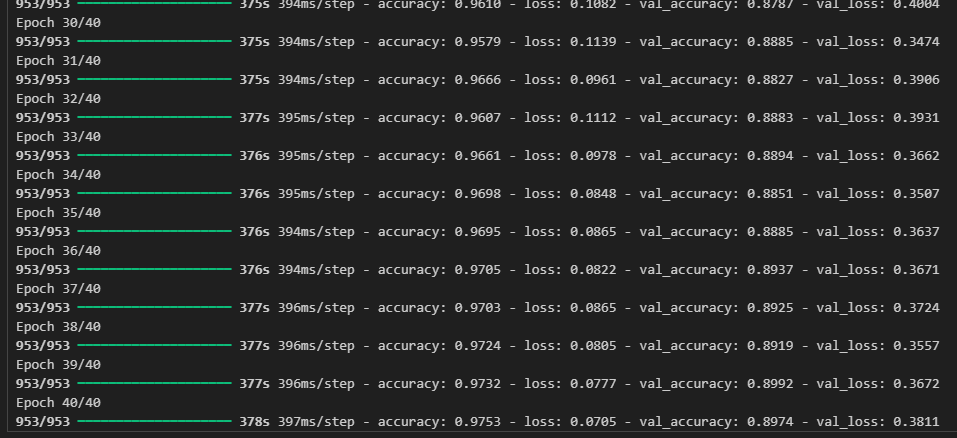 953/953 ━━━━━━━━━━━━━━━━━━━━ 375s 394ms/step - accuracy: 0.9610 - loss: 0.1082 - val_accuracy: 0.8787 - val_loss: 0.4004
Epoch 30/40
953/953 ━━━━━━━━━━━━━━━━━━━━ 375s 394ms/step - accuracy: 0.9579 - loss: 0.1139 - val_accuracy: 0.8885 - val_loss: 0.3474
Epoch 31/40
953/953 ━━━━━━━━━━━━━━━━━━━━ 375s 394ms/step - accuracy: 0.9666 - loss: 0.0961 - val_accuracy: 0.8827 - val_loss: 0.3906
Epoch 32/40
953/953 ━━━━━━━━━━━━━━━━━━━━ 377s 395ms/step - accuracy: 0.9607 - loss: 0.1112 - val_accuracy: 0.8883 - val_loss: 0.3931
Epoch 33/40
953/953 ━━━━━━━━━━━━━━━━━━━━ 376s 395ms/step - accuracy: 0.9661 - loss: 0.0978 - val_accuracy: 0.8894 - val_loss: 0.3662
Epoch 34/40
953/953 ━━━━━━━━━━━━━━━━━━━━ 376s 395ms/step - accuracy: 0.9698 - loss: 0.0848 - val_accuracy: 0.8851 - val_loss: 0.3507
Epoch 35/40
953/953 ━━━━━━━━━━━━━━━━━━━━ 376s 394ms/step - accuracy: 0.9695 - loss: 0.0865 - val_accuracy: 0.8885 - val_loss: 0.3637
Epoch 36/40
953/953 ━━━━━━━━━━━━━━━━━━━━ 376s 394ms/step - accuracy: 0.9705 - loss: 0.0822 - val_accuracy: 0.8937 - val_loss: 0.3671
Epoch 37/40
953/953 ━━━━━━━━━━━━━━━━━━━━ 377s 396ms/step - accuracy: 0.9703 - loss: 0.0865 - val_accuracy: 0.8925 - val_loss: 0.3724
Epoch 38/40
953/953 ━━━━━━━━━━━━━━━━━━━━ 377s 396ms/step - accuracy: 0.9724 - loss: 0.0805 - val_accuracy: 0.8919 - val_loss: 0.3557
Epoch 39/40
953/953 ━━━━━━━━━━━━━━━━━━━━ 377s 396ms/step - accuracy: 0.9732 - loss: 0.0777 - val_accuracy: 0.8992 - val_loss: 0.3672
Epoch 40/40
953/953 ━━━━━━━━━━━━━━━━━━━━ 378s 397ms/step - accuracy: 0.9753 - loss: 0.0705 - val_accuracy: 0.8974 - val_loss: 0.3811